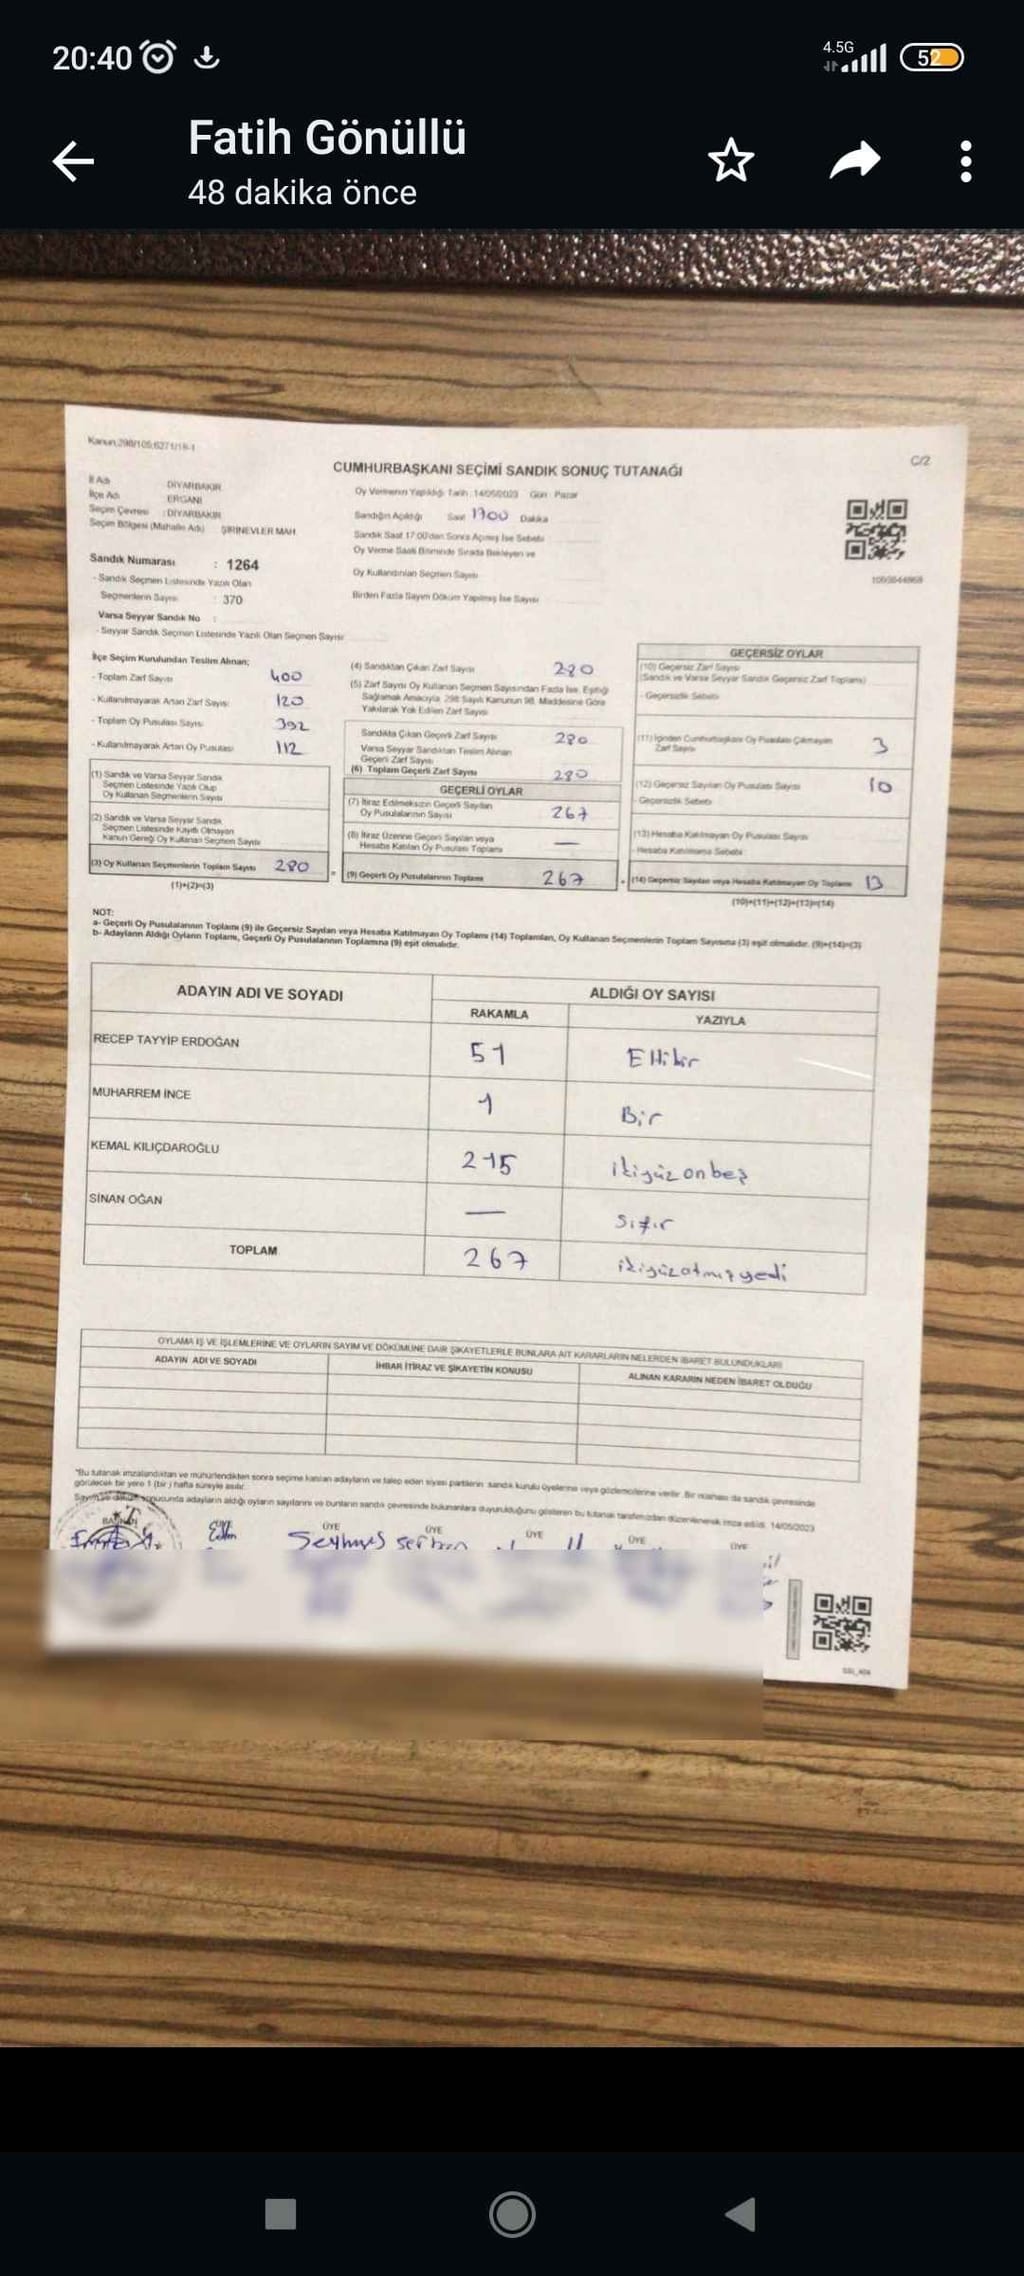 20:40
4.5G
52
Fatih Gönüllü
48 dakika önce
Kanun:298/105;6271/18-1
C/2
CUMHURBAŞKANI SEÇİMİ SANDIK SONUÇ TUTANAĞI
İl Adı DİYARBAKIR
İlçe Adı ERGANİ
Seçim Çevresi : DİYARBAKIR
Seçim Bölgesi (Mahalle Adı) ŞİRİNEVLER MAH.
Oy Vermenin Yapıldığı Tarih :14/05/2023 Gün Pazar
Sandığın Açıldığı Saat 1700 Dakika
Sandık Saat 17:00'dan Sonra Açılmış İse Sebebi
Oy Verme Saati Bitiminde Sırada Bekleyen ve
Oy Kullandırılan Seçmen Sayısı
Birden Fazla Sayım Döküm Yapılmış İse Sayısı
Sandık Numarası : 1264
- Sandık Seçmen Listesinde Yazılı Olan
Seçmenlerin Sayısı : 370
Varsa Seyyar Sandık No :
- Seyyar Sandık Seçmen Listesinde Yazılı Olan Seçmen Sayısı
İlçe Seçim Kurulundan Teslim Alınan;
- Toplam Zarf Sayısı 400
- Kullanılmayarak Artan Zarf Sayısı 120
- Toplam Oy Pusulası Sayısı 392
- Kullanılmayarak Artan Oy Pusulası 112
(1) Sandık ve Varsa Seyyar Sandık
Seçmen Listesinde Yazılı Olup
Oy Kullanan Seçmenlerin Sayısı
(2) Sandık ve Varsa Seyyar Sandık
Seçmen Listesinde Kayıtlı Olmayan
Kanun Gereği Oy Kullanan Seçmen Sayısı
(3) Oy Kullanan Seçmenlerin Toplam Sayısı 280
(1)+(2)=(3)
(4) Sandıktan Çıkan Zarf Sayısı 280
(5) Zarf Sayısı Oy Kullanan Seçmen Sayısından Fazla İse, Eşitliği
Sağlamak Amacıyla, 298 Sayılı Kanunun 98. Maddesine Göre
Yakılarak Yok Edilen Zarf Sayısı
Sandıkta Çıkan Geçerli Zarf Sayısı 280
Varsa Seyyar Sandıktan Teslim Alınan
Geçerli Zarf Sayısı
(6) Toplam Geçerli Zarf Sayısı 280
GEÇERLİ OYLAR
(7) İtiraz Edilmeksizin Geçerli Sayılan
Oy Pusulalarının Sayısı 267
(8) İtiraz Üzerine Geçerli Sayılan veya
Hesaba Katılan Oy Pusulası Toplamı —
(9) Geçerli Oy Pusulalarının Toplamı 267
GEÇERSİZ OYLAR
(10) Geçersiz Zarf Sayısı
(Sandık ve Varsa Seyyar Sandık Geçersiz Zarf Toplamı)
- Geçersizlik Sebebi
(11) İçinden Cumhurbaşkanı Oy Pusulası Çıkmayan
Zarf Sayısı 3
(12) Geçersiz Sayılan Oy Pusulası Sayısı 10
- Geçersizlik Sebebi
(13) Hesaba Katılmayan Oy Pusulası Sayısı
- Hesaba Katılmama Sebebi
(14) Geçersiz Sayılan veya Hesaba Katılmayan Oy Toplamı 13
(10)+(11)+(12)+(13)=(14)
NOT:
a- Geçerli Oy Pusulalarının Toplamı (9) ile Geçersiz Sayılan veya Hesaba Katılmayan Oy Toplamı (14) Toplamları, Oy Kullanan Seçmenlerin Toplam Sayısına (3) eşit olmalıdır. (9)+(14)=(3)
b- Adayların Aldığı Oyların Toplamı, Geçerli Oy Pusulalarının Toplamına (9) eşit olmalıdır.
ADAYIN ADI VE SOYADI
ALDIĞI OY SAYISI
RAKAMLA YAZIYLA
RECEP TAYYİP ERDOĞAN 51 Ellibir
MUHARREM İNCE 1 Bir
KEMAL KILIÇDAROĞLU 215 ikiyüzonbeş
SİNAN OĞAN — Sıfır
TOPLAM 267 ikiyüzatmışyedi
OYLAMA İŞ VE İŞLEMLERİNE VE OYLARIN SAYIM VE DÖKÜMÜNE DAİR ŞİKAYETLERLE BUNLARA AİT KARARLARIN NELERDEN İBARET BULUNDUKLARI
ADAYIN ADI VE SOYADI
İHBAR İTİRAZ VE ŞİKAYETİN KONUSU
ALINAN KARARIN NEDEN İBARET OLDUĞU
*Bu tutanak imzalandıktan ve mühürlendikten sonra seçime katılan adayların ve talep eden siyasi partilerin sandık kurulu üyelerine veya gözlemcilerine verilir. Bir nüshası da sandık çevresinde
görülecek bir yere 1 (bir) hafta süreyle asılır.
sonucunda adayların aldığı oyların sayılarını ve bunların sandık çevresinde bulunanlara duyurulduğunu gösteren bu tutanak tarafımızdan düzenlenerek imza edildi. 14/05/2023
BAŞKAN
ÜYE ÜYE ÜYE ÜYE ÜYE
Seyhmus serhan